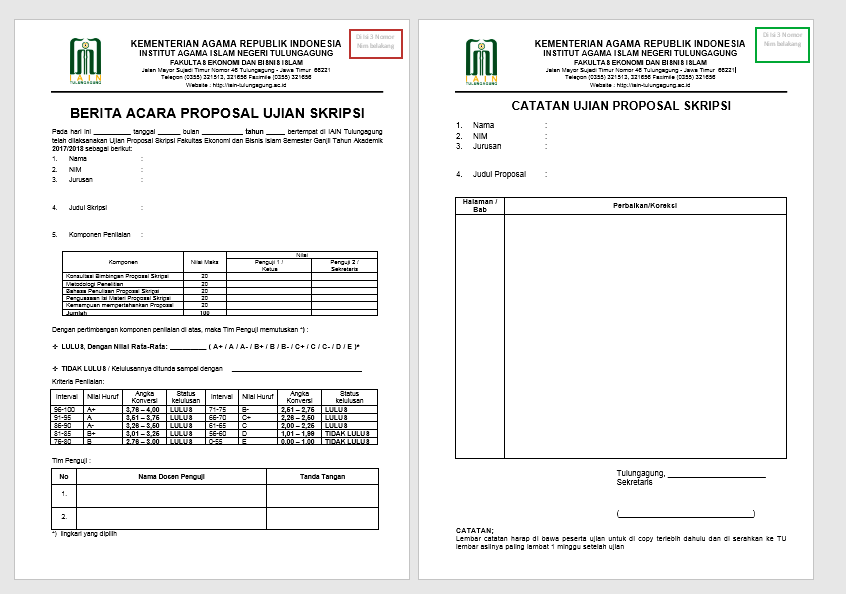 IAIN
TULUNGAGUNG
KEMENTERIAN AGAMA REPUBLIK INDONESIA
INSTITUT AGAMA ISLAM NEGERI TULUNGAGUNG
FAKULTAS EKONOMI DAN BISNIS ISLAM
Jalan Mayor Sujadi Timur Nomor 46 Tulungagung - Jawa Timur 66221
Telepon (0355) 321513, 321656 Faximile (0355) 321656
Website : http://iain-tulungagung.ac.id
Di isi 3 Nomor
Nim belakang
BERITA ACARA PROPOSAL UJIAN SKRIPSI
Pada hari ini __________ tanggal ______ bulan ___________ tahun _____ bertempat di IAIN Tulungagung
telah dilaksanakan Ujian Proposal Skripsi Fakultas Ekonomi dan Bisnis Islam Semester Ganjil Tahun Akademik
2017/2018 sebagai berikut:
1. Nama :
2. NIM :
3. Jurusan :
4. Judul Skripsi :
5. Komponen Penilaian :
Komponen Nilai Maks Nilai
Penguji 1 / Ketua Penguji 2 / Sekretaris
Konsultasi Bimbingan Proposal Skripsi 20
Metodologi Penelitian 20
Bahasa Penulisan Proposal Skripsi 20
Penguasaan Isi Materi Proposal Skripsi 20
Kemampuan mempertahankan Proposal 20
Jumlah 100
Dengan pertimbangan komponen penilaian di atas, maka Tim Penguji memutuskan *) :
❖ LULUS, Dengan Nilai Rata-Rata: _________ ( A+ / A / A- / B+ / B / B- / C+ / C / C- / D / E )*
❖ TIDAK LULUS / Kelulusannya ditunda sampai dengan ______________________
Kriteria Penilaian:
Interval Nilai Huruf Angka Konversi Status kelulusan Interval Nilai Huruf Angka Konversi Status kelulusan
96-100 A+ 3,76 – 4,00 LULUS 71-75 B- 2,51 – 2,75 LULUS
91-95 A 3,51 – 3,75 LULUS 66-70 C+ 2,26 – 2,50 LULUS
86-90 A- 3,26 – 3,50 LULUS 61-65 C 2,00 – 2,25 LULUS
81-85 B+ 3,01 – 3,25 LULUS 56-60 D 1,01 – 1,99 TIDAK LULUS
76-80 B 2,76 – 3,00 LULUS 0-55 E 0,00 – 1,00 TIDAK LULUS
Tim Penguji :
No Nama Dosen Penguji Tanda Tangan
1.
2.
*) lingkari yang dipilih
IAIN
TULUNGAGUNG
KEMENTERIAN AGAMA REPUBLIK INDONESIA
INSTITUT AGAMA ISLAM NEGERI TULUNGAGUNG
FAKULTAS EKONOMI DAN BISNIS ISLAM
Jalan Mayor Sujadi Timur Nomor 46 Tulungagung - Jawa Timur 66221
Telepon (0355) 321513, 321656 Faximile (0355) 321656
Website : http://iain-tulungagung.ac.id
Di isi 3 Nomor
Nim belakang
CATATAN UJIAN PROPOSAL SKRIPSI
1. Nama :
2. NIM :
3. Jurusan :
4. Judul Proposal :
Halaman / Bab Perbaikan/Koreksi
Tulungagung, ____________________
Sekretaris
(____________________________)
CATATAN;
Lembar catatan harap di bawa peserta ujian untuk di copy terlebih dahulu dan di serahkan ke TU
lembar aslinya paling lambat 1 minggu setelah ujian